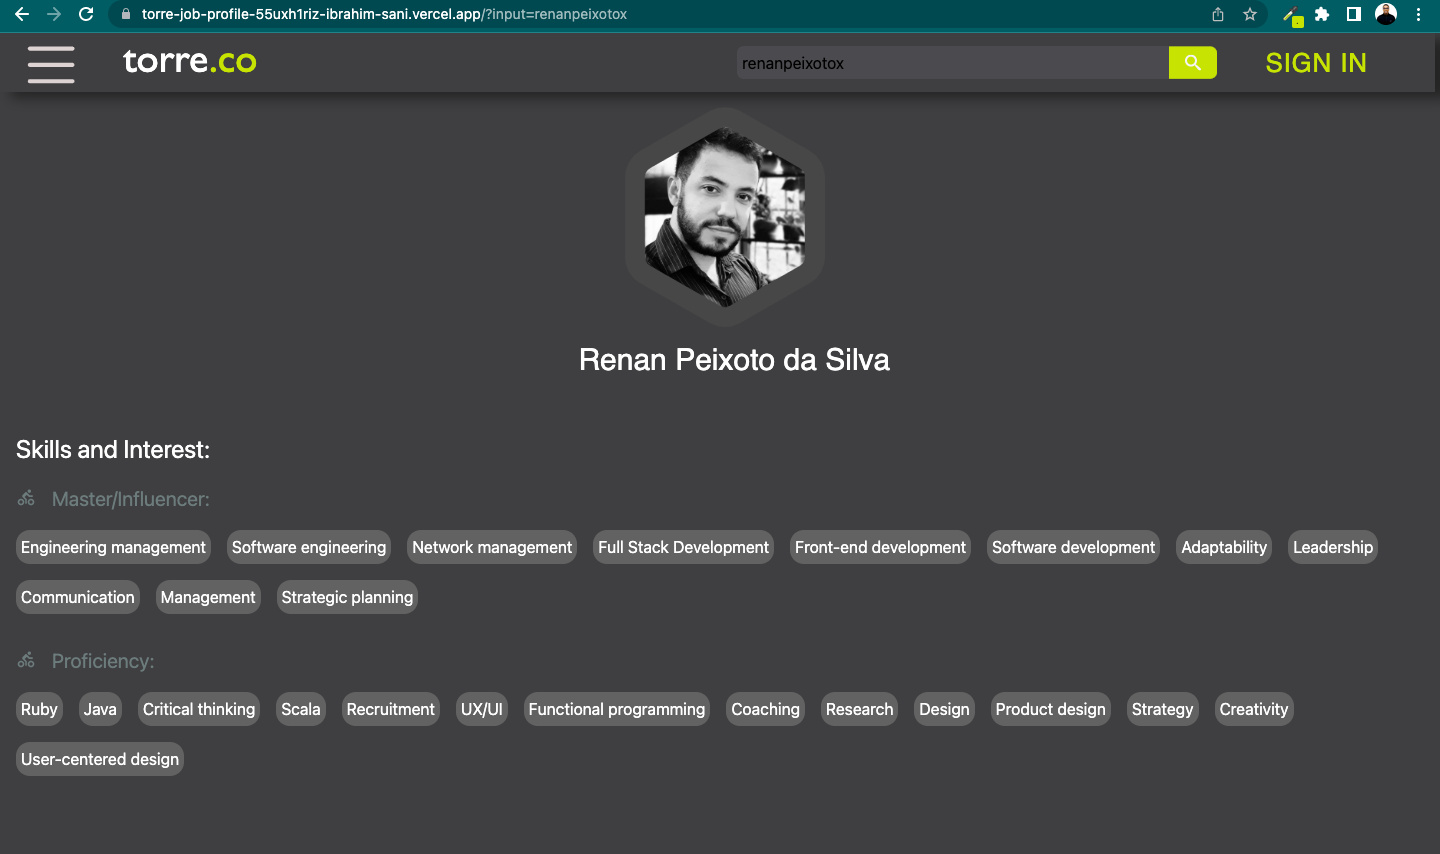 torre-job-profile-55uxh1riz-ibrahim-sani.vercel.app/?input=renanpeixotox
torre.co renanpeixotox SIGN IN
Renan Peixoto da Silva
Skills and Interest:
Master/Influencer:
Engineering management Software engineering Network management Full Stack Development Front-end development Software development Adaptability Leadership
Communication Management Strategic planning
Proficiency:
Ruby Java Critical thinking Scala Recruitment UX/UI Functional programming Coaching Research Design Product design Strategy Creativity
User-centered design